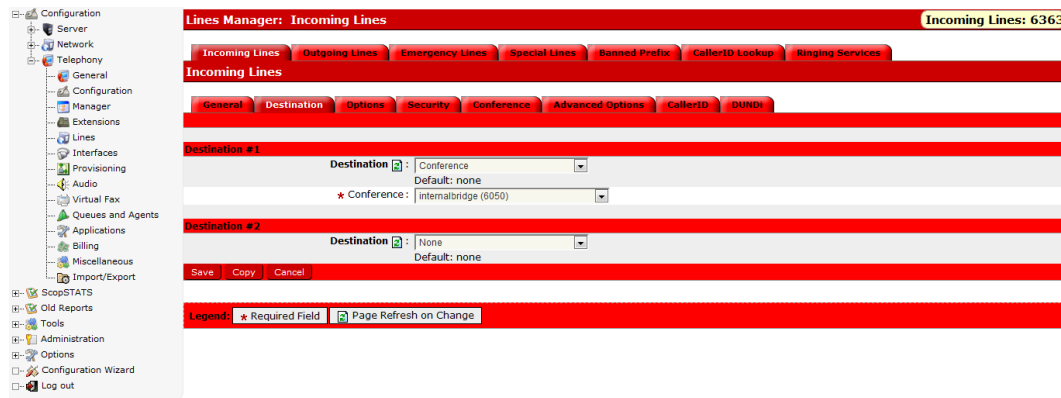 Configuration
Server
Network
Telephony
General
Configuration
Manager
Extensions
Lines
Interfaces
Provisioning
Audio
Virtual Fax
Queues and Agents
Applications
Billing
Miscellaneous
Import/Export
ScopSTATS
Old Reports
Tools
Administration
Options
Configuration Wizard
Log out
Lines Manager: Incoming Lines
Incoming Lines: 6363
Incoming Lines Outgoing Lines Emergency Lines Special Lines Banned Prefix CallerID Lookup Ringing Services
Incoming Lines
General Destination Options Security Conference Advanced Options CallerID DUNDi
Destination #1
Destination : Conference
Default: none
* Conference: internalbridge (6050)
Destination #2
Destination : None
Default: none
Save Copy Cancel
Legend: * Required Field Page Refresh on Change